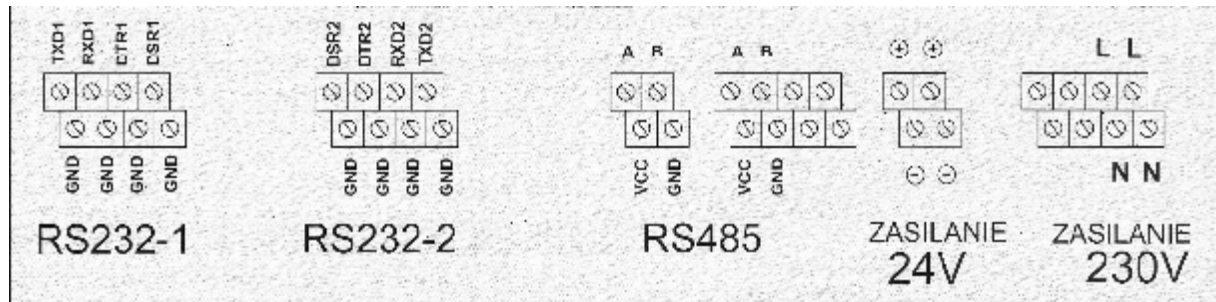 TXD1 RXD1 DTR1 DSR1
GND GND GND GND
RS232-1
DSR2 DTR2 RXD2 TXD2
GND GND GND GND
RS232-2
A B A B
VCC GND VCC GND
RS485
+ +
- -
ZASILANIE
24V
L L
N N
ZASILANIE
230V